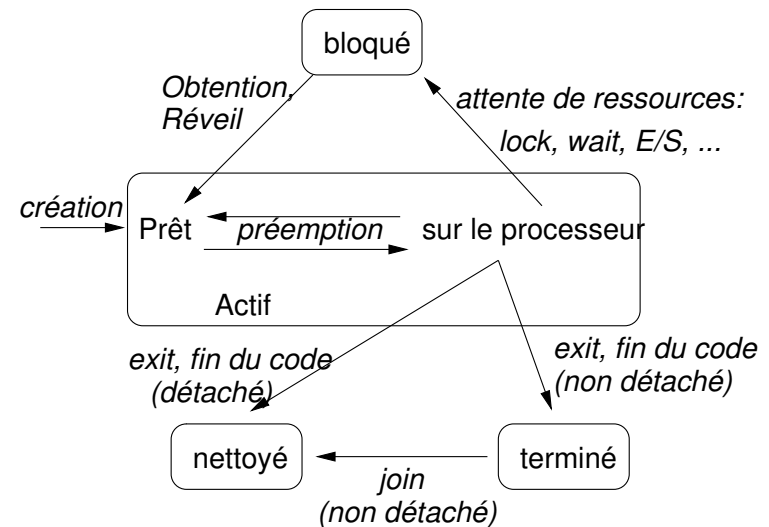 bloqué
Obtention,
Réveil
attente de ressources:
lock, wait, E/S, ...
création
Prêt
préemption
sur le processeur
Actif
exit, fin du code
(détaché)
exit, fin du code
(non détaché)
nettoyé
terminé
join
(non détaché)